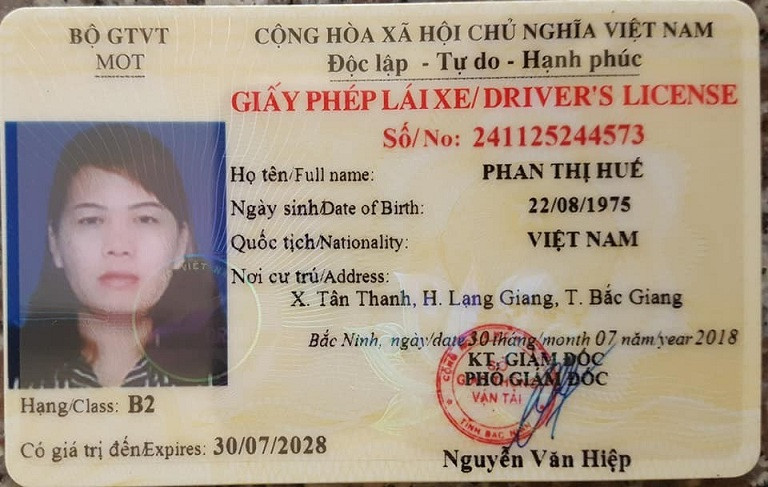 BỘ GTVT
MOT
CỘNG HÒA XÃ HỘI CHỦ NGHĨA VIỆT NAM
Độc lập - Tự do - Hạnh phúc
GIẤY PHÉP LÁI XE/ DRIVER'S LICENSE
Số/No: 241125244573
Họ tên/Full name: PHAN THỊ HUẾ
Ngày sinh/Date of Birth: 22/08/1975
Quốc tịch/Nationality: VIỆT NAM
Nơi cư trú/Address:
X. Tân Thanh, H. Lạng Giang, T. Bắc Giang
Bắc Ninh, ngày/date 30 tháng/month 07 năm/year 2018
KT. GIÁM ĐỐC
PHÓ GIÁM ĐỐC
SỞ
VẬN TẢI
TỈNH BẮC NINH
Hạng/Class: B2
Có giá trị đến/Expires: 30/07/2028
Nguyễn Văn Hiệp